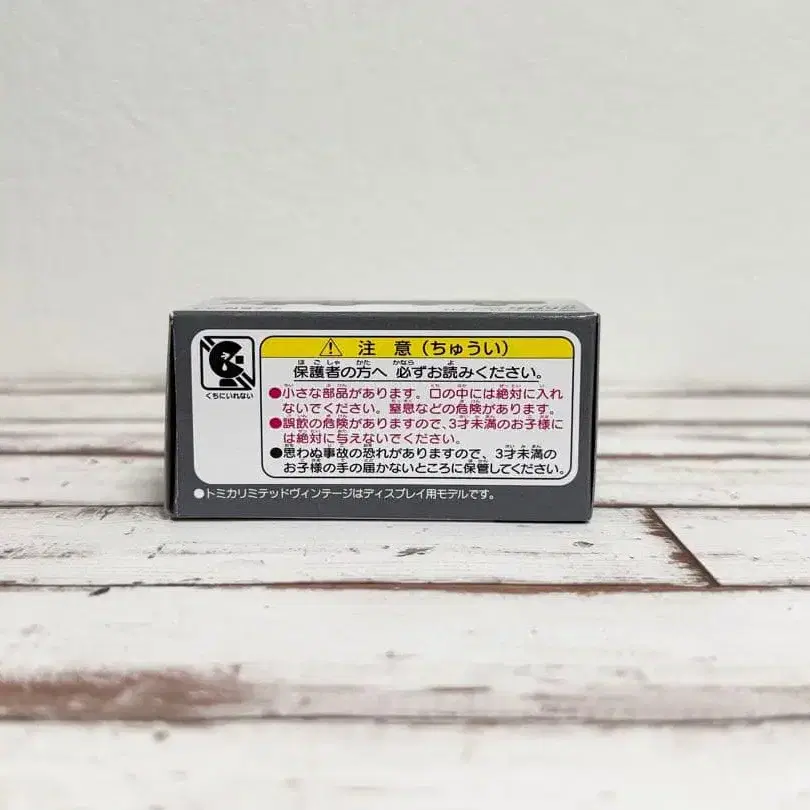 注 意（ちゅうい）
保護者の方へ 必ずお読みください。
●小さな部品があります。口の中には絶対に入れ
ないでください。窒息などの危険があります。
●誤飲の危険がありますので、3才未満のお子様に
は絶対に与えないでください。
●思わぬ事故の恐れがありますので、3才未満の
お子様の手の届かないところに保管してください。
くちにいれない
●トミカリミテッドヴィンテージはディスプレイ用モデルです。